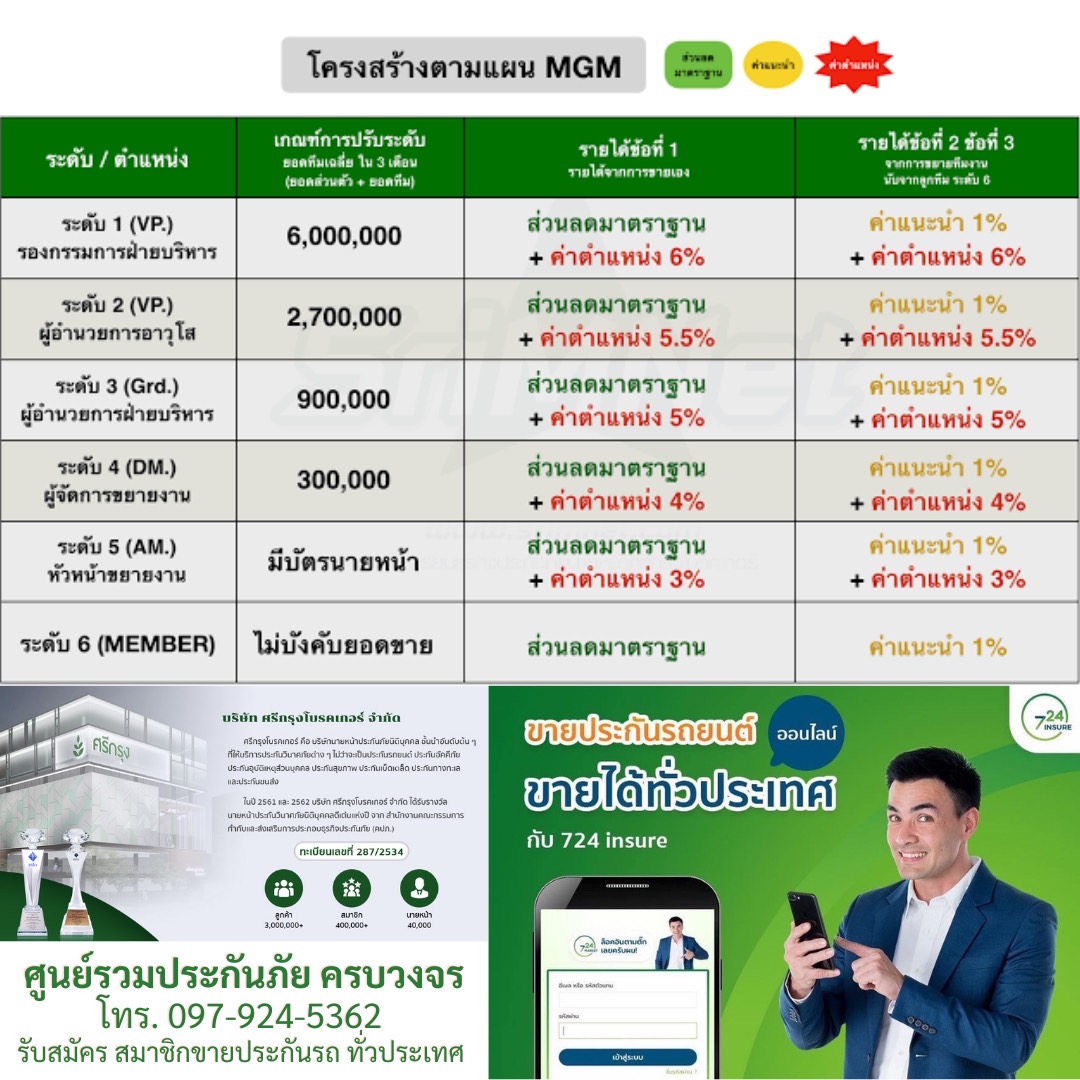 โครงสร้างตามแผน MGM
ส่วนลด
มาตราฐาน
ค่าแนะนำ
ค่าตำแหน่ง
ระดับ / ตำแหน่ง
เกณฑ์การปรับระดับ
ยอดทีมเฉลี่ย ใน 3 เดือน
(ยอดส่วนตัว + ยอดทีม)
รายได้ข้อที่ 1
รายได้จากการขายเอง
รายได้ข้อที่ 2 ข้อที่ 3
จากการขยายทีมงาน
นับจากลูกทีม ระดับ 6
ระดับ 1 (VP.)
รองกรรมการฝ่ายบริหาร
6,000,000
ส่วนลดมาตราฐาน
+ ค่าตำแหน่ง 6%
ค่าแนะนำ 1%
+ ค่าตำแหน่ง 6%
ระดับ 2 (VP.)
ผู้อำนวยการอาวุโส
2,700,000
ส่วนลดมาตราฐาน
+ ค่าตำแหน่ง 5.5%
ค่าแนะนำ 1%
+ ค่าตำแหน่ง 5.5%
ระดับ 3 (Grd.)
ผู้อำนวยการฝ่ายบริหาร
900,000
ส่วนลดมาตราฐาน
+ ค่าตำแหน่ง 5%
ค่าแนะนำ 1%
+ ค่าตำแหน่ง 5%
ระดับ 4 (DM.)
ผู้จัดการขยายงาน
300,000
ส่วนลดมาตราฐาน
+ ค่าตำแหน่ง 4%
ค่าแนะนำ 1%
+ ค่าตำแหน่ง 4%
ระดับ 5 (AM.)
หัวหน้าขยายงาน
มีบัตรนายหน้า
ส่วนลดมาตราฐาน
+ ค่าตำแหน่ง 3%
ค่าแนะนำ 1%
+ ค่าตำแหน่ง 3%
ระดับ 6 (MEMBER)
ไม่บังคับยอดขาย
ส่วนลดมาตราฐาน
ค่าแนะนำ 1%
ศรีกรุง
บริษัท ศรีกรุงโบรคเกอร์ จำกัด
ศรีกรุงโบรคเกอร์ คือ บริษัทนายหน้าประกันภัยนิติบุคคล ชั้นนำอันดับต้น ๆ
ที่ให้บริการประกันวินาศภัยต่าง ๆ ไม่ว่าจะเป็นประกันรถยนต์ ประกันอัคคีภัย
ประกันอุบัติเหตุส่วนบุคคล ประกันสุขภาพ ประกันเบ็ดเตล็ด ประกันทางทะเล
และประกันขนส่ง
ในปี 2561 และ 2562 บริษัท ศรีกรุงโบรคเกอร์ จำกัด ได้รับรางวัล
นายหน้าประกันวินาศภัยนิติบุคคลดีเด่นแห่งปี จาก สำนักงานคณะกรรมการ
กำกับและส่งเสริมการประกอบธุรกิจประกันภัย (คปภ.)
ทะเบียนเลขที่ 287/2534
ลูกค้า
3,000,000+
สมาชิก
400,000+
นายหน้า
40,000
ศูนย์รวมประกันภัย ครบวงจร
โทร. 097-924-5362
รับสมัคร สมาชิกขายประกันรถ ทั่วประเทศ
ขายประกันรถยนต์ ออนไลน์
ขายได้ทั่วประเทศ
กับ 724 insure
724
INSURE
724
ล็อคอินตามติ๊ก
เลยครับผม!
อีเมล หรือ รหัสตัวแทน
รหัสผ่าน
เข้าสู่ระบบ
ลืมรหัสผ่าน ?